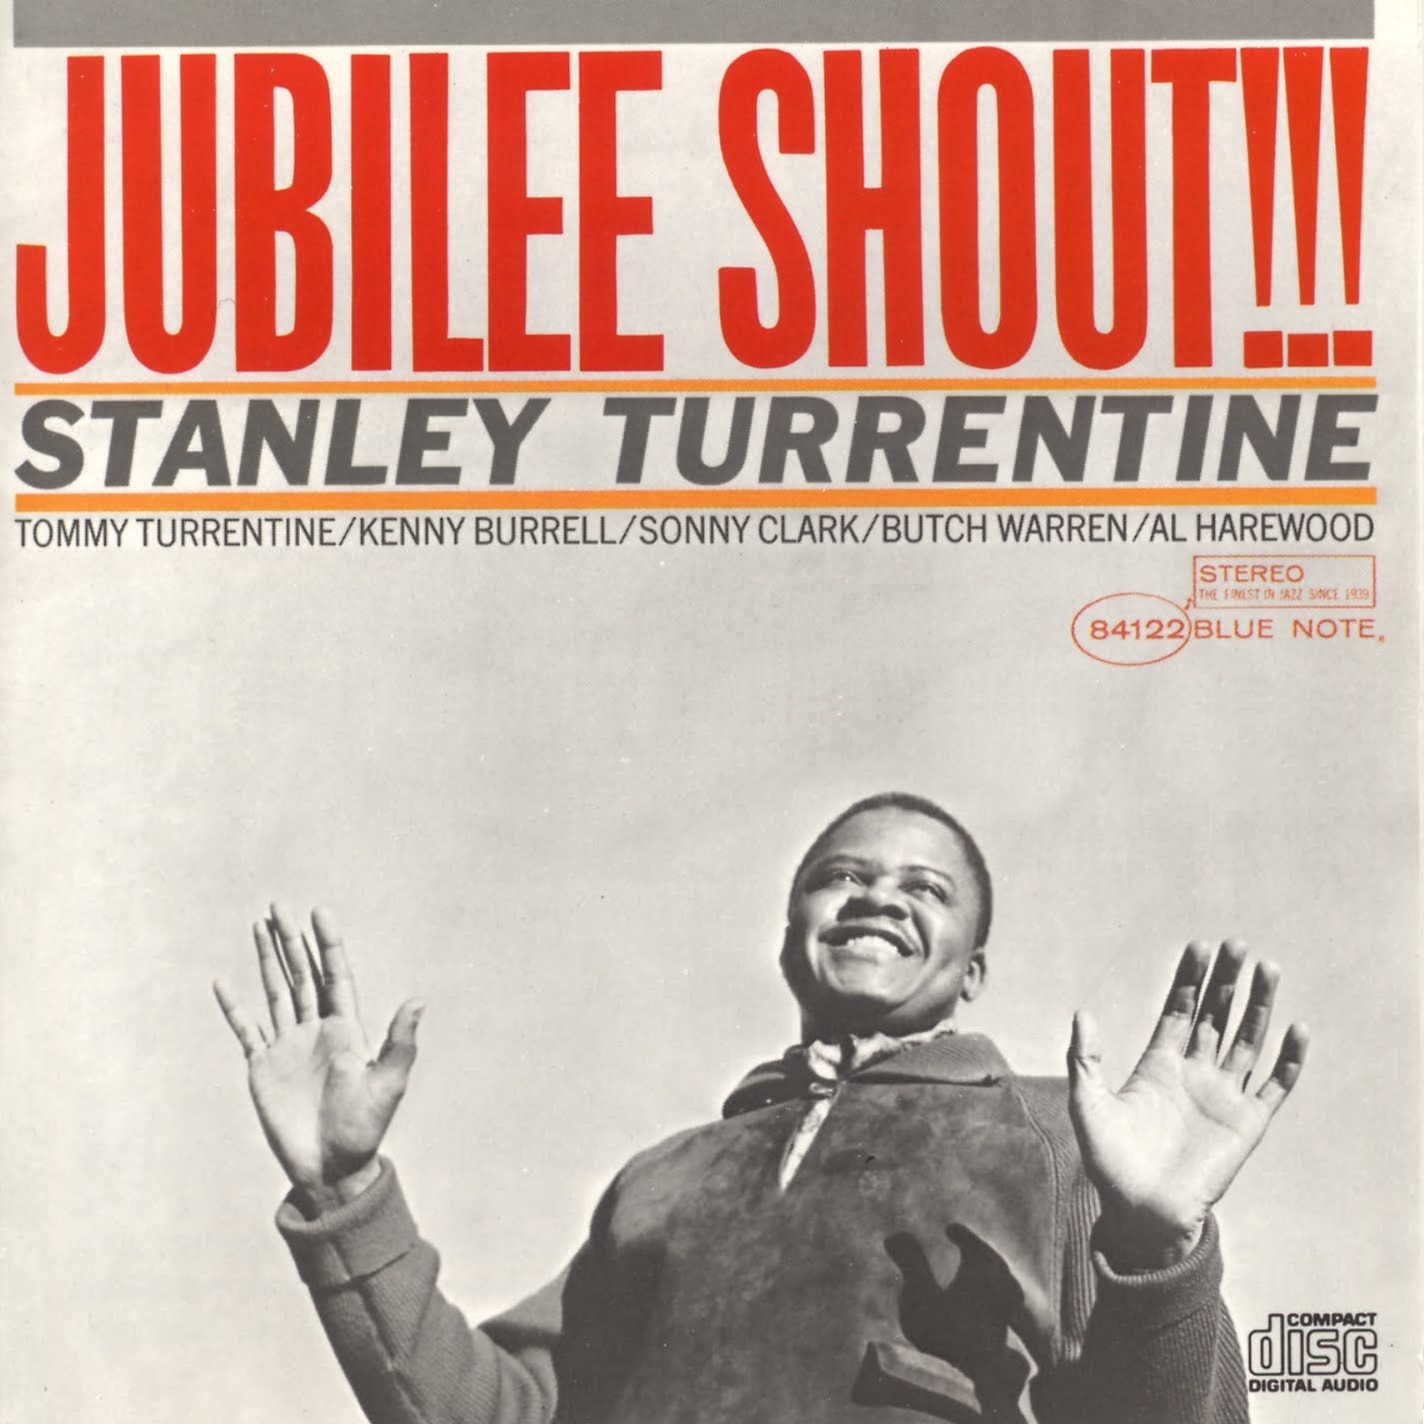 JUBILEE SHOUT!!!
STANLEY TURRENTINE
TOMMY TURRENTINE/KENNY BURRELL/SONNY CLARK/BUTCH WARREN/AL HAREWOOD
STEREO
THE FINEST IN JAZZ SINCE 1939
84122 BLUE NOTE
COMPACT
disc
DIGITAL AUDIO